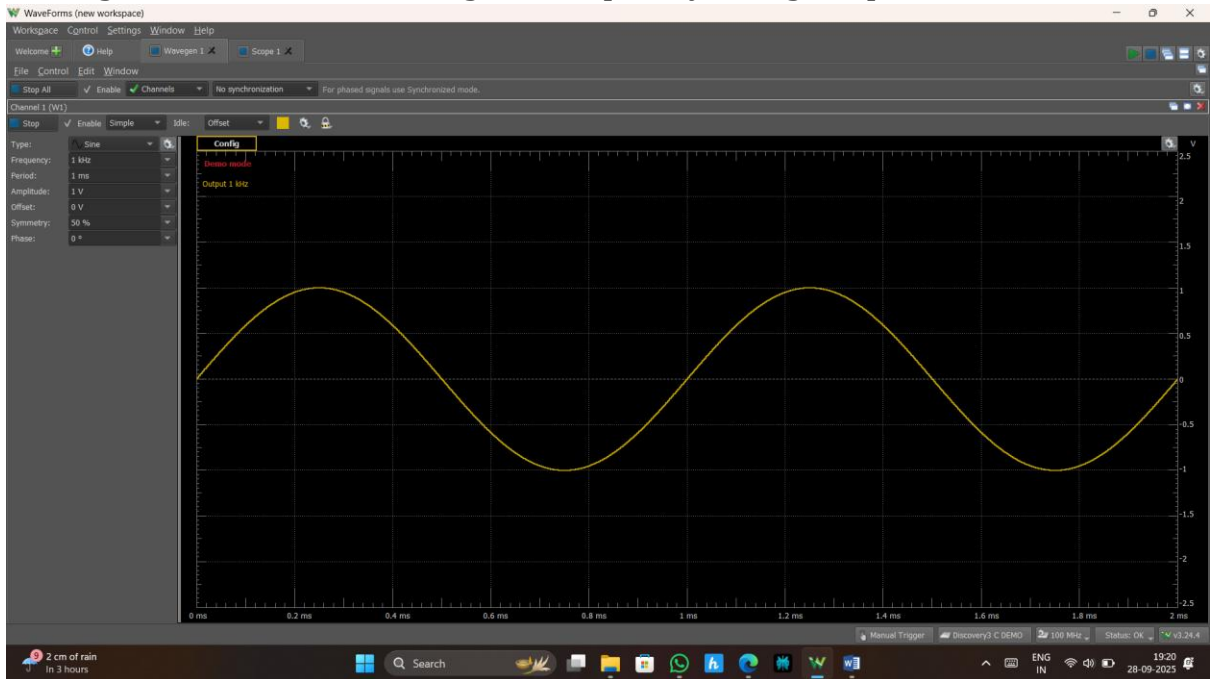 WaveForms (new workspace)
Workspace Control Settings Window Help
Welcome Help Wavegen 1 Scope 1
File Control Edit Window
Stop All Enable Channels No synchronization For phased signals use Synchronized mode.
Channel 1 (W1)
Stop Enable Simple Idle: Offset
Type: Sine
Frequency: 1 kHz
Period: 1 ms
Amplitude: 1 V
Offset: 0 V
Symmetry: 50 %
Phase: 0 °
Config
V
Demo mode
Output 1 kHz
2.5
2
1.5
1
0.5
0
-0.5
-1
-1.5
-2
-2.5
0 ms 0.2 ms 0.4 ms 0.6 ms 0.8 ms 1 ms 1.2 ms 1.4 ms 1.6 ms 1.8 ms 2 ms
Manual Trigger Discovery3 C DEMO 100 MHz Status: OK v3.24.4
9 2 cm of rain
In 3 hours
Search
ENG
IN
19:20
28-09-2025